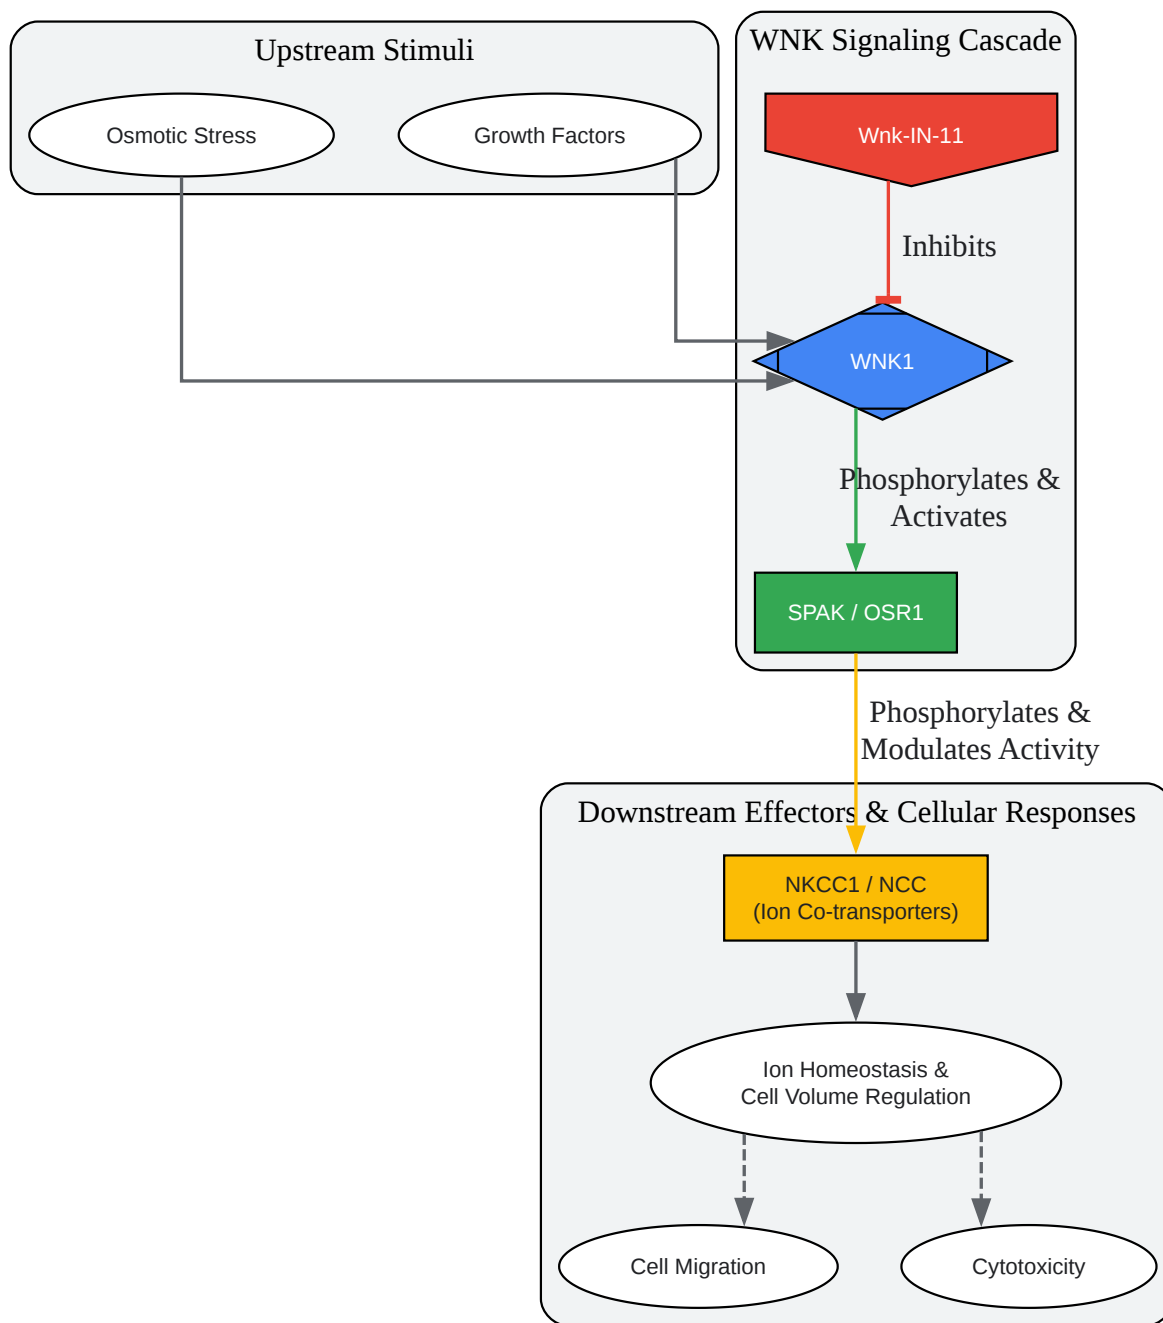 Upstream Stimuli
Osmotic Stress
Growth Factors
WNK Signaling Cascade
Wnk-IN-11
Inhibits
WNK1
Phosphorylates &
Activates
SPAK / OSR1
Phosphorylates &
Modulates Activity
Downstream Effectors & Cellular Responses
NKCC1 / NCC
(Ion Co-transporters)
Ion Homeostasis &
Cell Volume Regulation
Cell Migration
Cytotoxicity